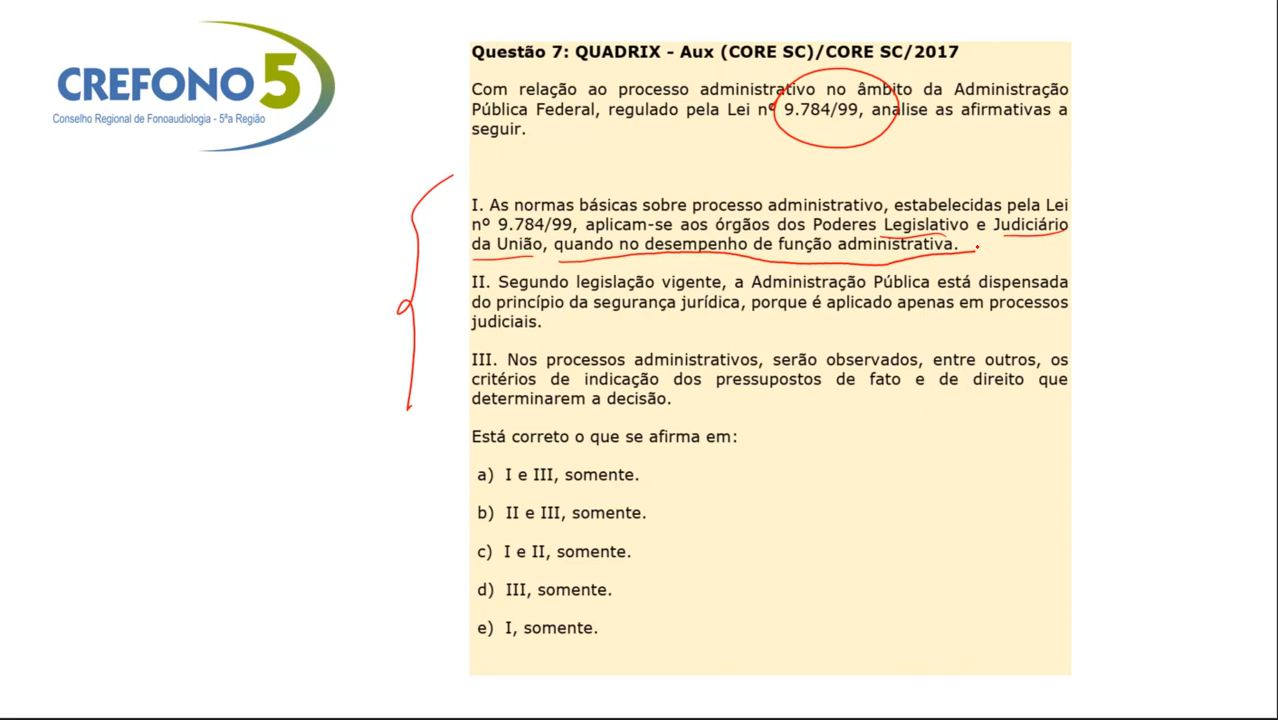 CREFONO 5
Conselho Regional de Fonoaudiologia - 5ªa Região
Questão 7: QUADRIX - Aux (CORE SC)/CORE SC/2017
Com relação ao processo administrativo no âmbito da Administração
Pública Federal, regulado pela Lei nº 9.784/99, analise as afirmativas a
seguir.
I. As normas básicas sobre processo administrativo, estabelecidas pela Lei
nº 9.784/99, aplicam-se aos órgãos dos Poderes Legislativo e Judiciário
da União, quando no desempenho de função administrativa.
II. Segundo legislação vigente, a Administração Pública está dispensada
do princípio da segurança jurídica, porque é aplicado apenas em processos
judiciais.
III. Nos processos administrativos, serão observados, entre outros, os
critérios de indicação dos pressupostos de fato e de direito que
determinarem a decisão.
Está correto o que se afirma em:
a) I e III, somente.
b) II e III, somente.
c) I e II, somente.
d) III, somente.
e) I, somente.